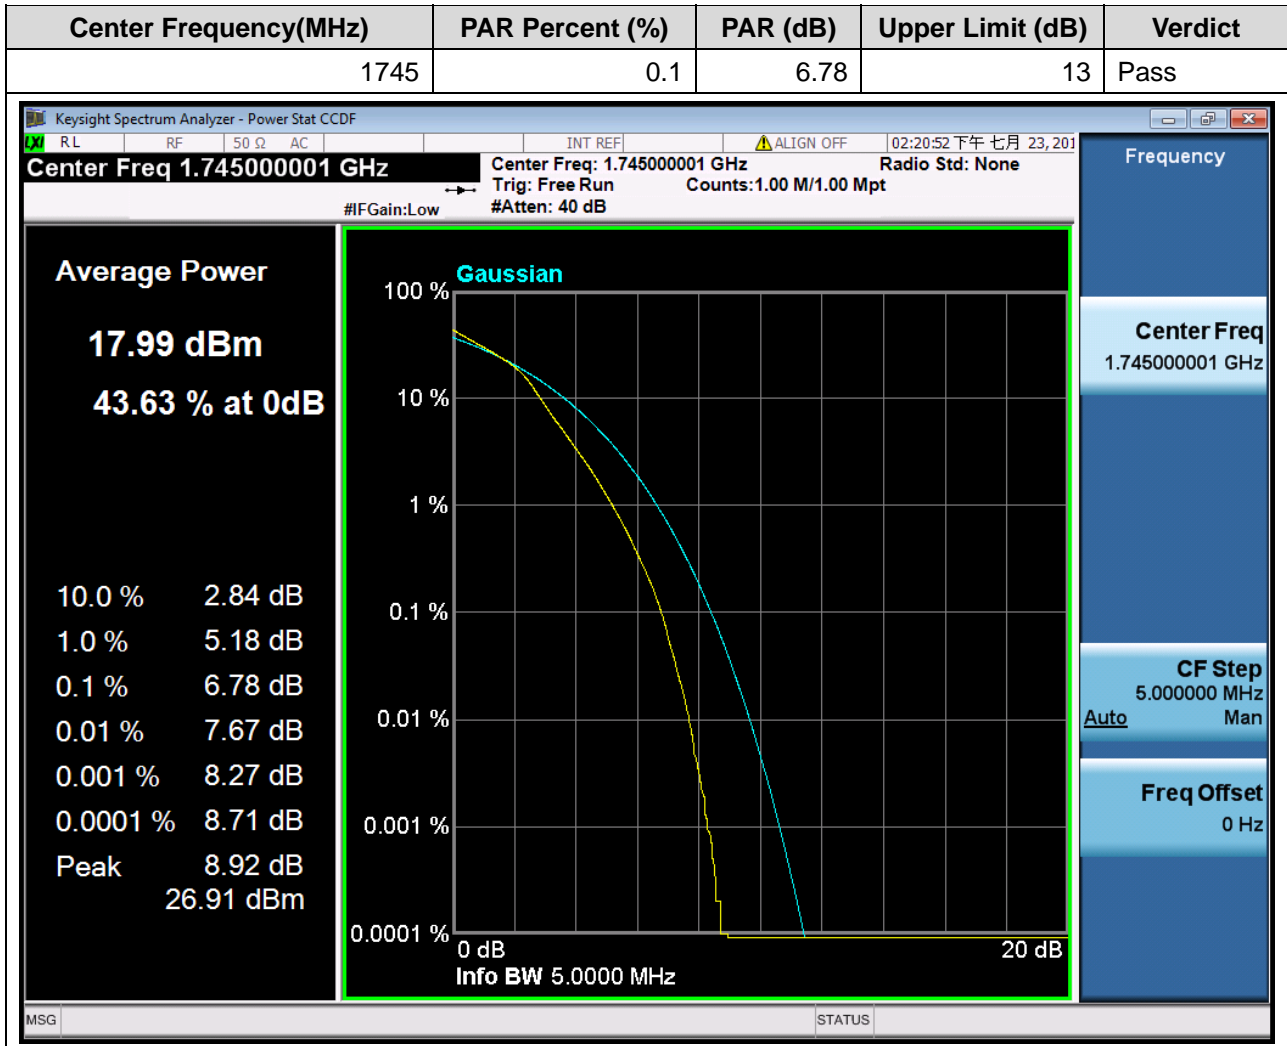 Center Frequency(MHz) PAR Percent (%) PAR (dB) Upper Limit (dB) Verdict
1745 0.1 6.78 13 Pass
Keysight Spectrum Analyzer - Power Stat CCDF
LXI RL RF 50 Ω AC INT REF ALIGN OFF 02:20:52 下午 七月 23, 201
Center Freq 1.745000001 GHz
Center Freq: 1.745000001 GHz Radio Std: None
Trig: Free Run Counts:1.00 M/1.00 Mpt
#IFGain:Low #Atten: 40 dB
Average Power
17.99 dBm
43.63 % at 0dB
10.0 % 2.84 dB
1.0 % 5.18 dB
0.1 % 6.78 dB
0.01 % 7.67 dB
0.001 % 8.27 dB
0.0001 % 8.71 dB
Peak 8.92 dB
26.91 dBm
Gaussian
100 %
10 %
1 %
0.1 %
0.01 %
0.001 %
0.0001 %
0 dB 20 dB
Info BW 5.0000 MHz
Frequency
Center Freq
1.745000001 GHz
CF Step
5.000000 MHz
Auto Man
Freq Offset
0 Hz
MSG STATUS